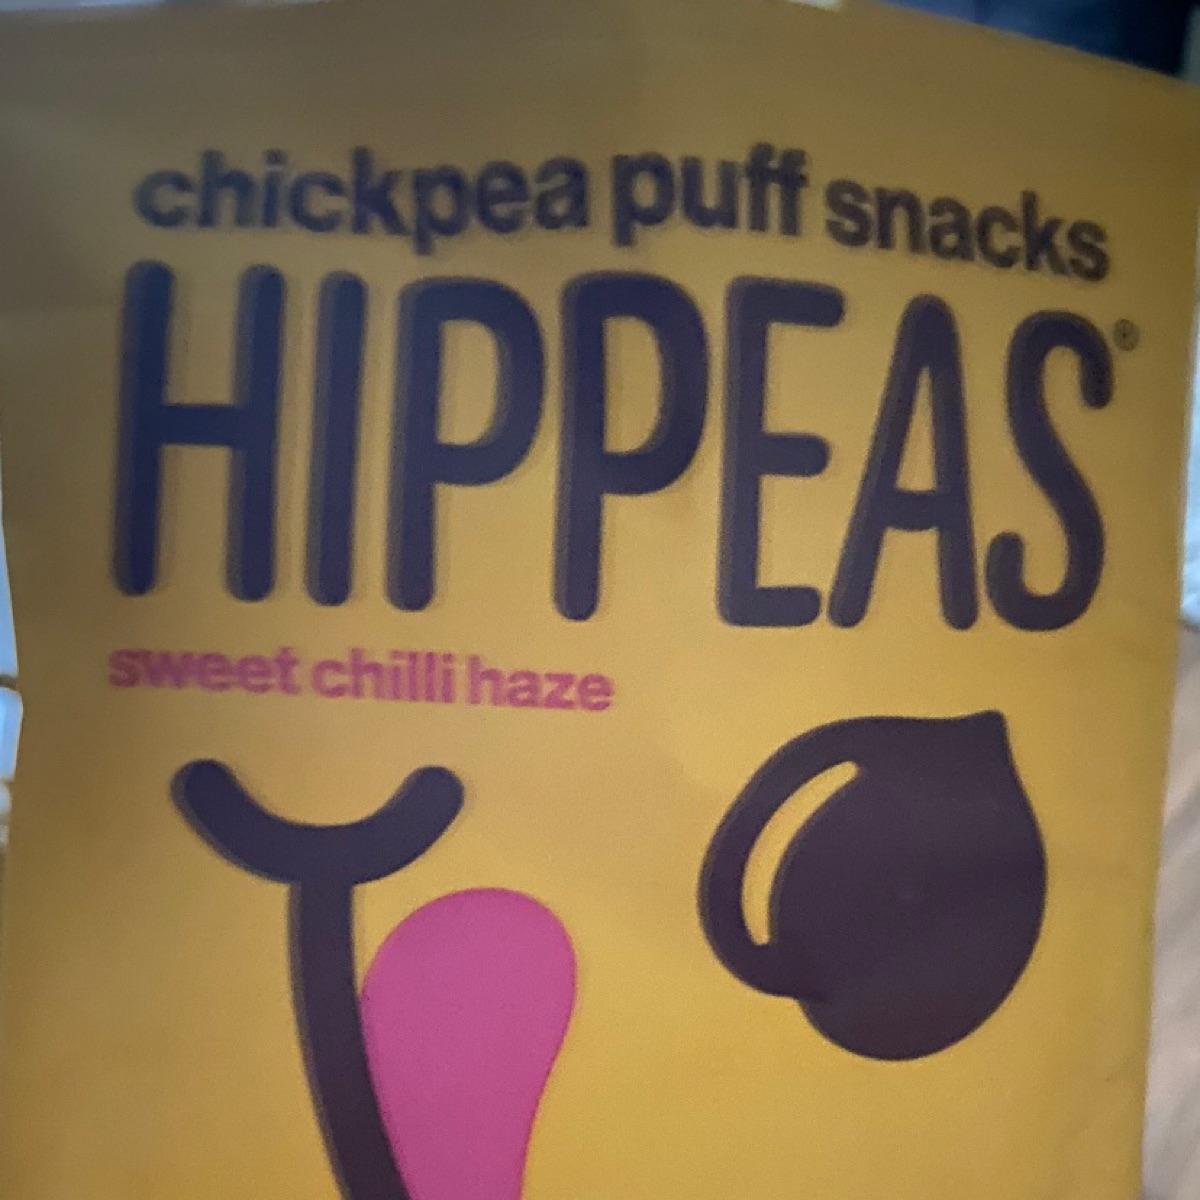 chickpea puff snacks
HIPPEAS®
sweet chilli haze